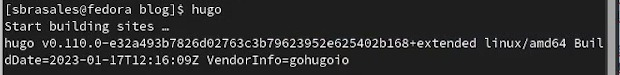 [sbrasales@fedora blog]$ hugo
Start building sites …
hugo v0.110.0-e32a493b7826d02763c3b79623952e625402b168+extended linux/amd64 Buil
dDate=2023-01-17T12:16:09Z VendorInfo=gohugoio